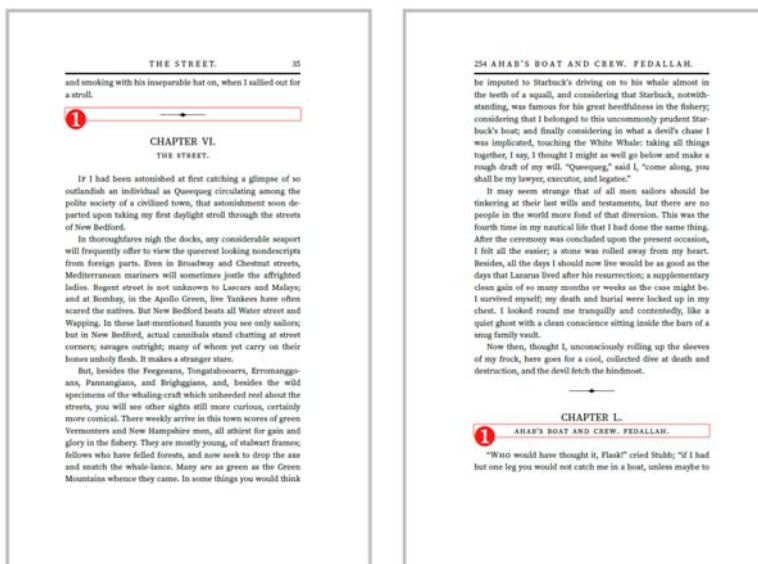 THE STREET. 35
and smoking with his inseparable hat on, when I sallied out for
a stroll.
1
CHAPTER VI.
THE STREET.
IF I had been astonished at first catching a glimpse of so
outlandish an individual as Queequeg circulating among the
polite society of a civilized town, that astonishment soon de-
parted upon taking my first daylight stroll through the streets
of New Bedford.
In thoroughfares nigh the docks, any considerable seaport
will frequently offer to view the queerest looking nondescripts
from foreign parts. Even in Broadway and Chestnut streets,
Mediterranean mariners will sometimes jostle the affrighted
ladies. Regent street is not unknown to Lascars and Malays;
and at Bombay, in the Apollo Green, live Yankees have often
scared the natives. But New Bedford beats all Water street and
Wapping. In these last-mentioned haunts you see only sailors;
but in New Bedford, actual cannibals stand chatting at street
corners; savages outright; many of whom yet carry on their
bones unholy flesh. It makes a stranger stare.
But, besides the Feegeeans, Tongatabooarrs, Erromanggo-
ans, Pannangians, and Brighggians, and, besides the wild
specimens of the whaling-craft which unheeded reel about the
streets, you will see other sights still more curious, certainly
more comical. There weekly arrive in this town scores of green
Vermonters and New Hampshire men, all athirst for gain and
glory in the fishery. They are mostly young, of stalwart frames;
fellows who have felled forests, and now seek to drop the axe
and snatch the whale-lance. Many are as green as the Green
Mountains whence they came. In some things you would think
254 AHAB'S BOAT AND CREW. FEDALLAH.
be imputed to Starbuck's driving on to his whale almost in
the teeth of a squall, and considering that Starbuck, notwith-
standing, was famous for his great heedfulness in the fishery;
considering that I belonged to this uncommonly prudent Star-
buck's boat; and finally considering in what a devil's chase I
was implicated, touching the White Whale: taking all things
together, I say, I thought I might as well go below and make a
rough draft of my will. "Queequeg," said I, "come along, you
shall be my lawyer, executor, and legatee."
It may seem strange that of all men sailors should be
tinkering at their last wills and testaments, but there are no
people in the world more fond of that diversion. This was the
fourth time in my nautical life that I had done the same thing.
After the ceremony was concluded upon the present occasion,
I felt all the easier; a stone was rolled away from my heart.
Besides, all the days I should now live would be as good as the
days that Lazarus lived after his resurrection; a supplementary
clean gain of so many months or weeks as the case might be.
I survived myself; my death and burial were locked up in my
chest. I looked round me tranquilly and contentedly, like a
quiet ghost with a clean conscience sitting inside the bars of a
snug family vault.
Now then, thought I, unconsciously rolling up the sleeves
of my frock, here goes for a cool, collected dive at death and
destruction, and the devil fetch the hindmost.
CHAPTER L.
1 AHAB'S BOAT AND CREW. FEDALLAH.
"WHO would have thought it, Flask!" cried Stubb; "if I had
but one leg you would not catch me in a boat, unless maybe to